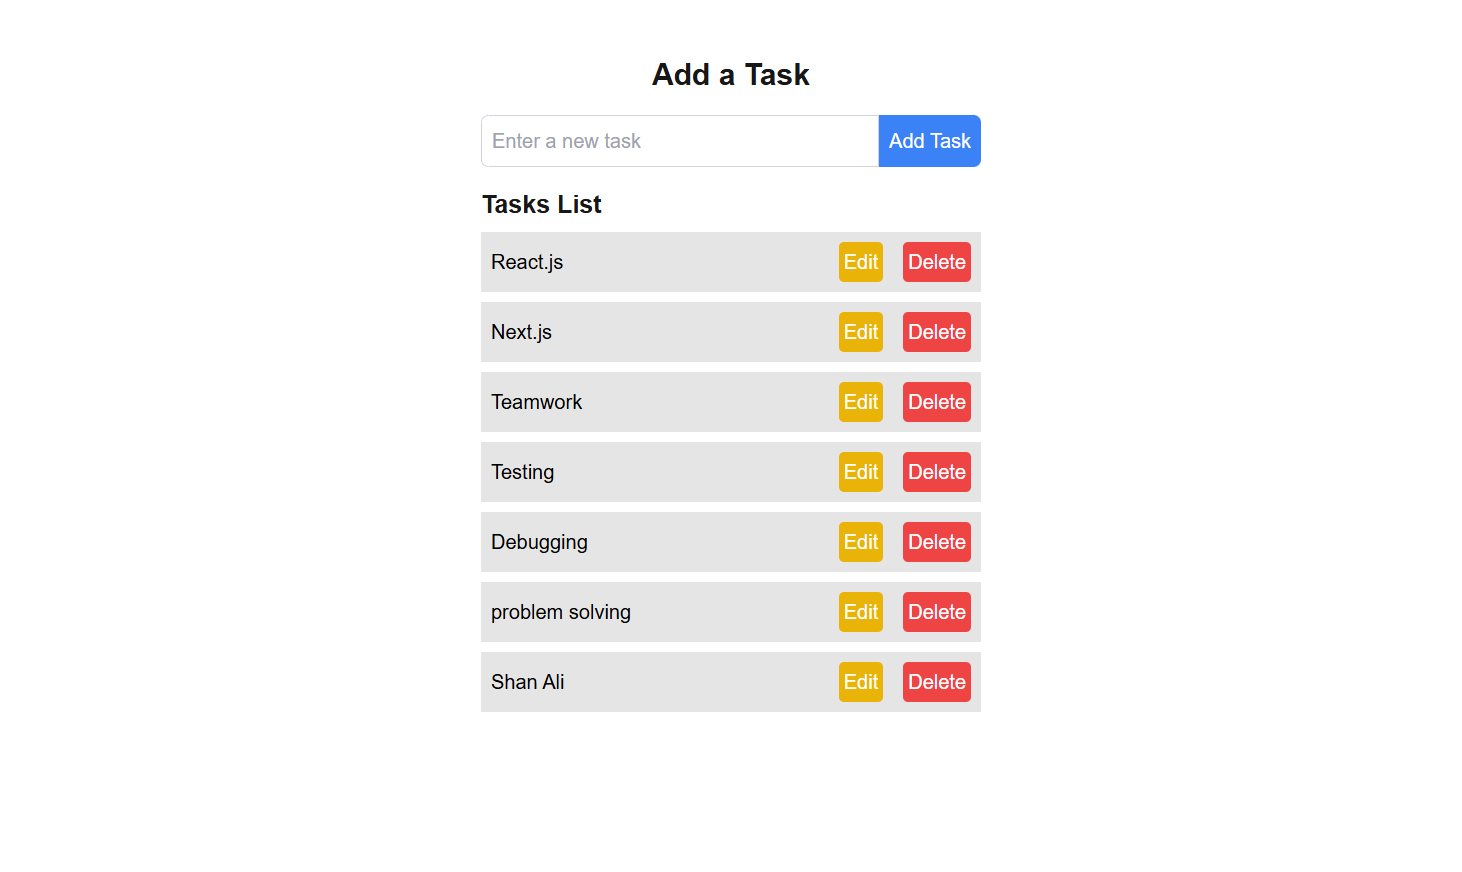 Add a Task
Enter a new task Add Task
Tasks List
React.js Edit Delete
Next.js Edit Delete
Teamwork Edit Delete
Testing Edit Delete
Debugging Edit Delete
problem solving Edit Delete
Shan Ali Edit Delete